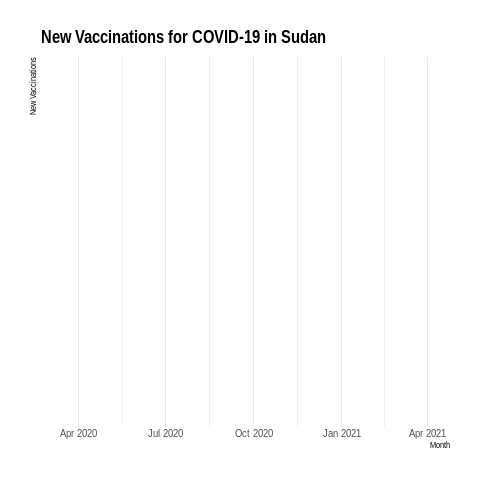 New Vaccinations for COVID-19 in Sudan
New Vaccinations
Apr 2020
Jul 2020
Oct 2020
Jan 2021
Apr 2021
Month